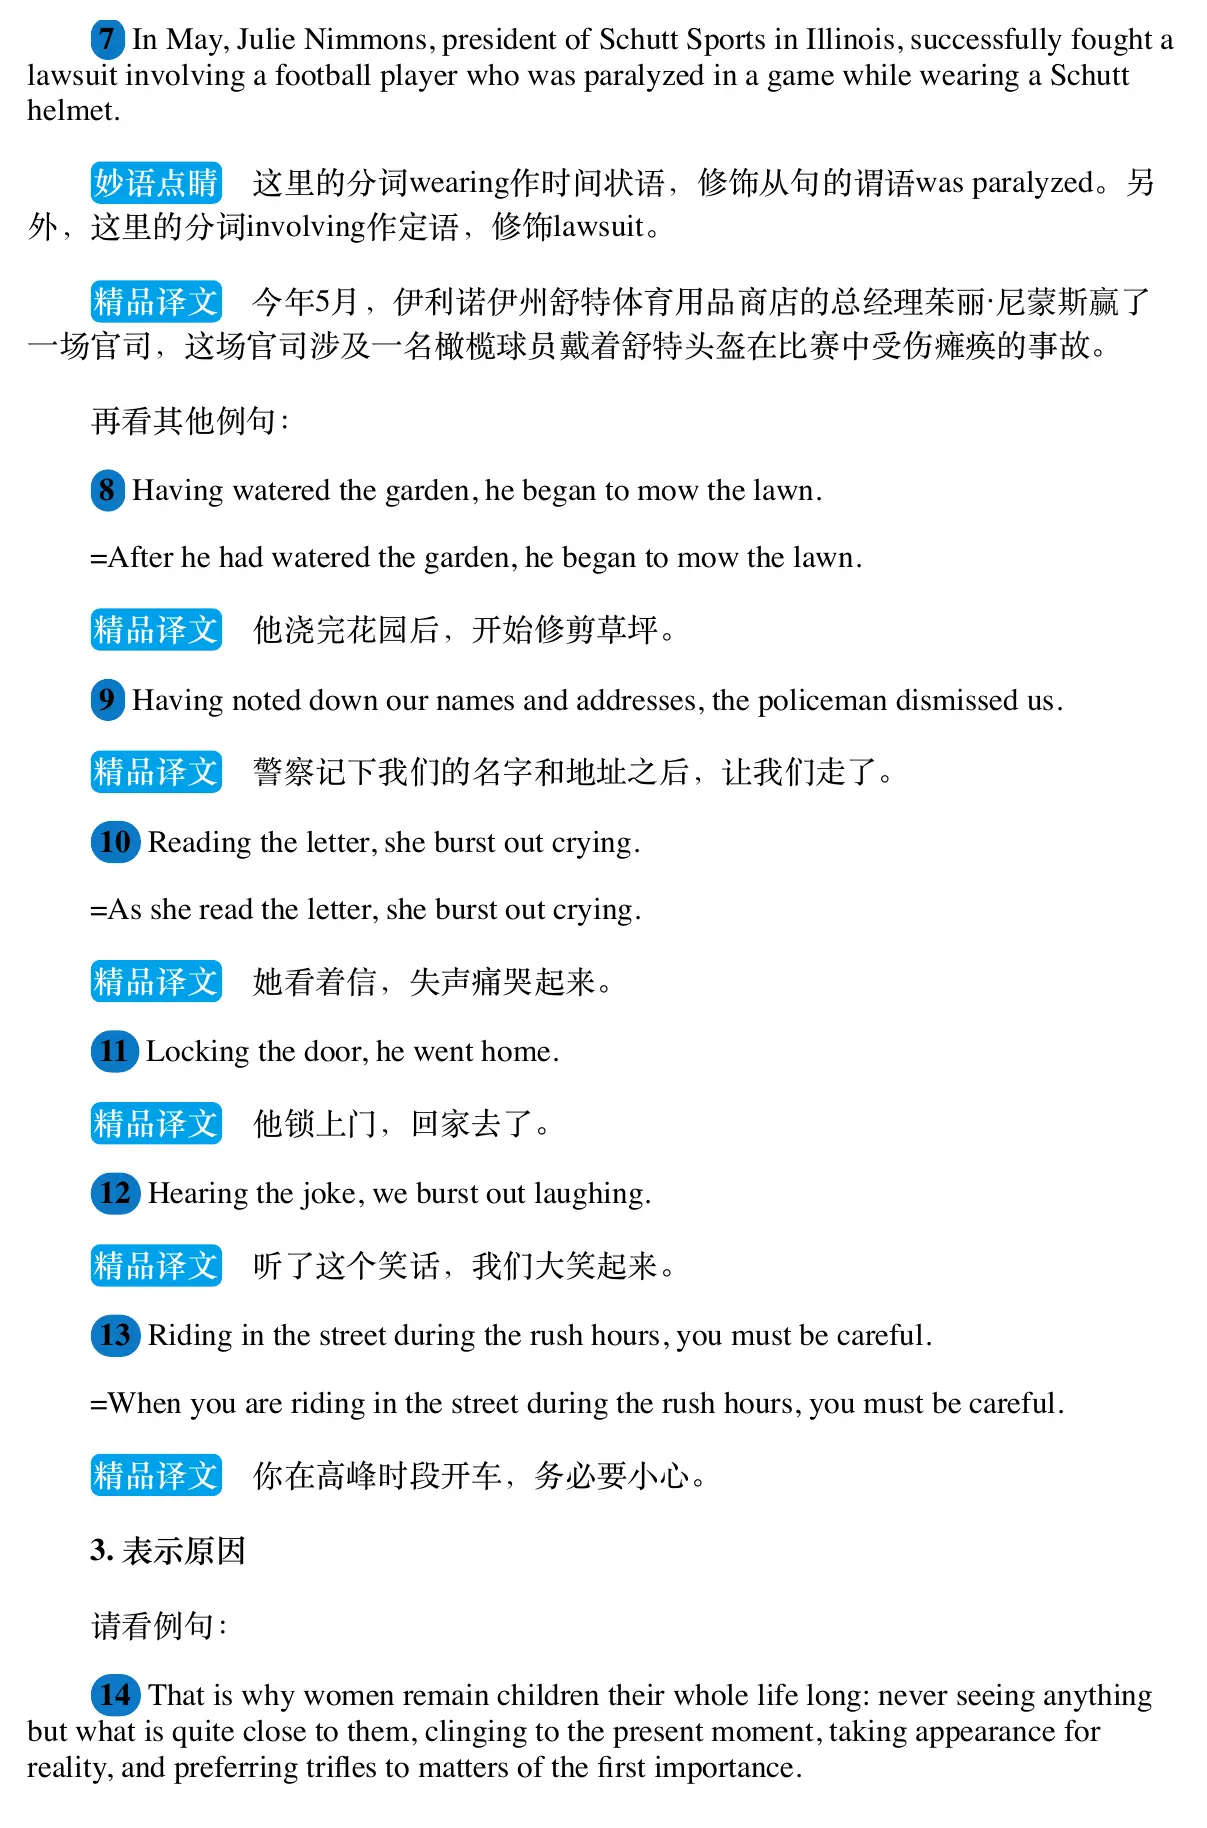 7 In May, Julie Nimmons, president of Schutt Sports in Illinois, successfully fought a
lawsuit involving a football player who was paralyzed in a game while wearing a Schutt
helmet.
妙语点睛 这里的分词wearing作时间状语，修饰从句的谓语was paralyzed。另
外，这里的分词involving作定语，修饰lawsuit。
精品译文 今年5月，伊利诺伊州舒特体育用品商店的总经理茱丽·尼蒙斯赢了
一场官司，这场官司涉及一名橄榄球员戴着舒特头盔在比赛中受伤瘫痪的事故。
再看其他例句：
8 Having watered the garden, he began to mow the lawn.
=After he had watered the garden, he began to mow the lawn.
精品译文 他浇完花园后，开始修剪草坪。
9 Having noted down our names and addresses, the policeman dismissed us.
精品译文 警察记下我们的名字和地址之后，让我们走了。
10 Reading the letter, she burst out crying.
=As she read the letter, she burst out crying.
精品译文 她看着信，失声痛哭起来。
11 Locking the door, he went home.
精品译文 他锁上门，回家去了。
12 Hearing the joke, we burst out laughing.
精品译文 听了这个笑话，我们大笑起来。
13 Riding in the street during the rush hours, you must be careful.
=When you are riding in the street during the rush hours, you must be careful.
精品译文 你在高峰时段开车，务必要小心。
3. 表示原因
请看例句：
14 That is why women remain children their whole life long: never seeing anything
but what is quite close to them, clinging to the present moment, taking appearance for
reality, and preferring trifles to matters of the first importance.